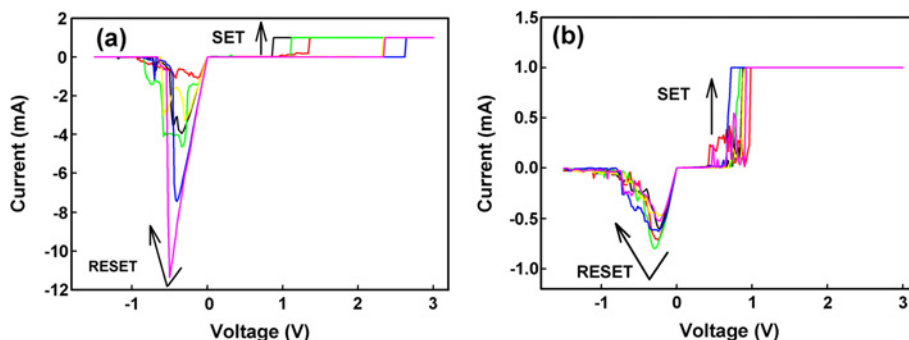 (a)
SET
RESET
2
0
-2
-4
-6
-8
-10
-12
-1
0
1
2
3
Current (mA)
Voltage (V)
(b)
SET
RESET
1.5
1.0
0.5
0.0
-0.5
-1.0
-1
0
1
2
3
Current (mA)
Voltage (V)